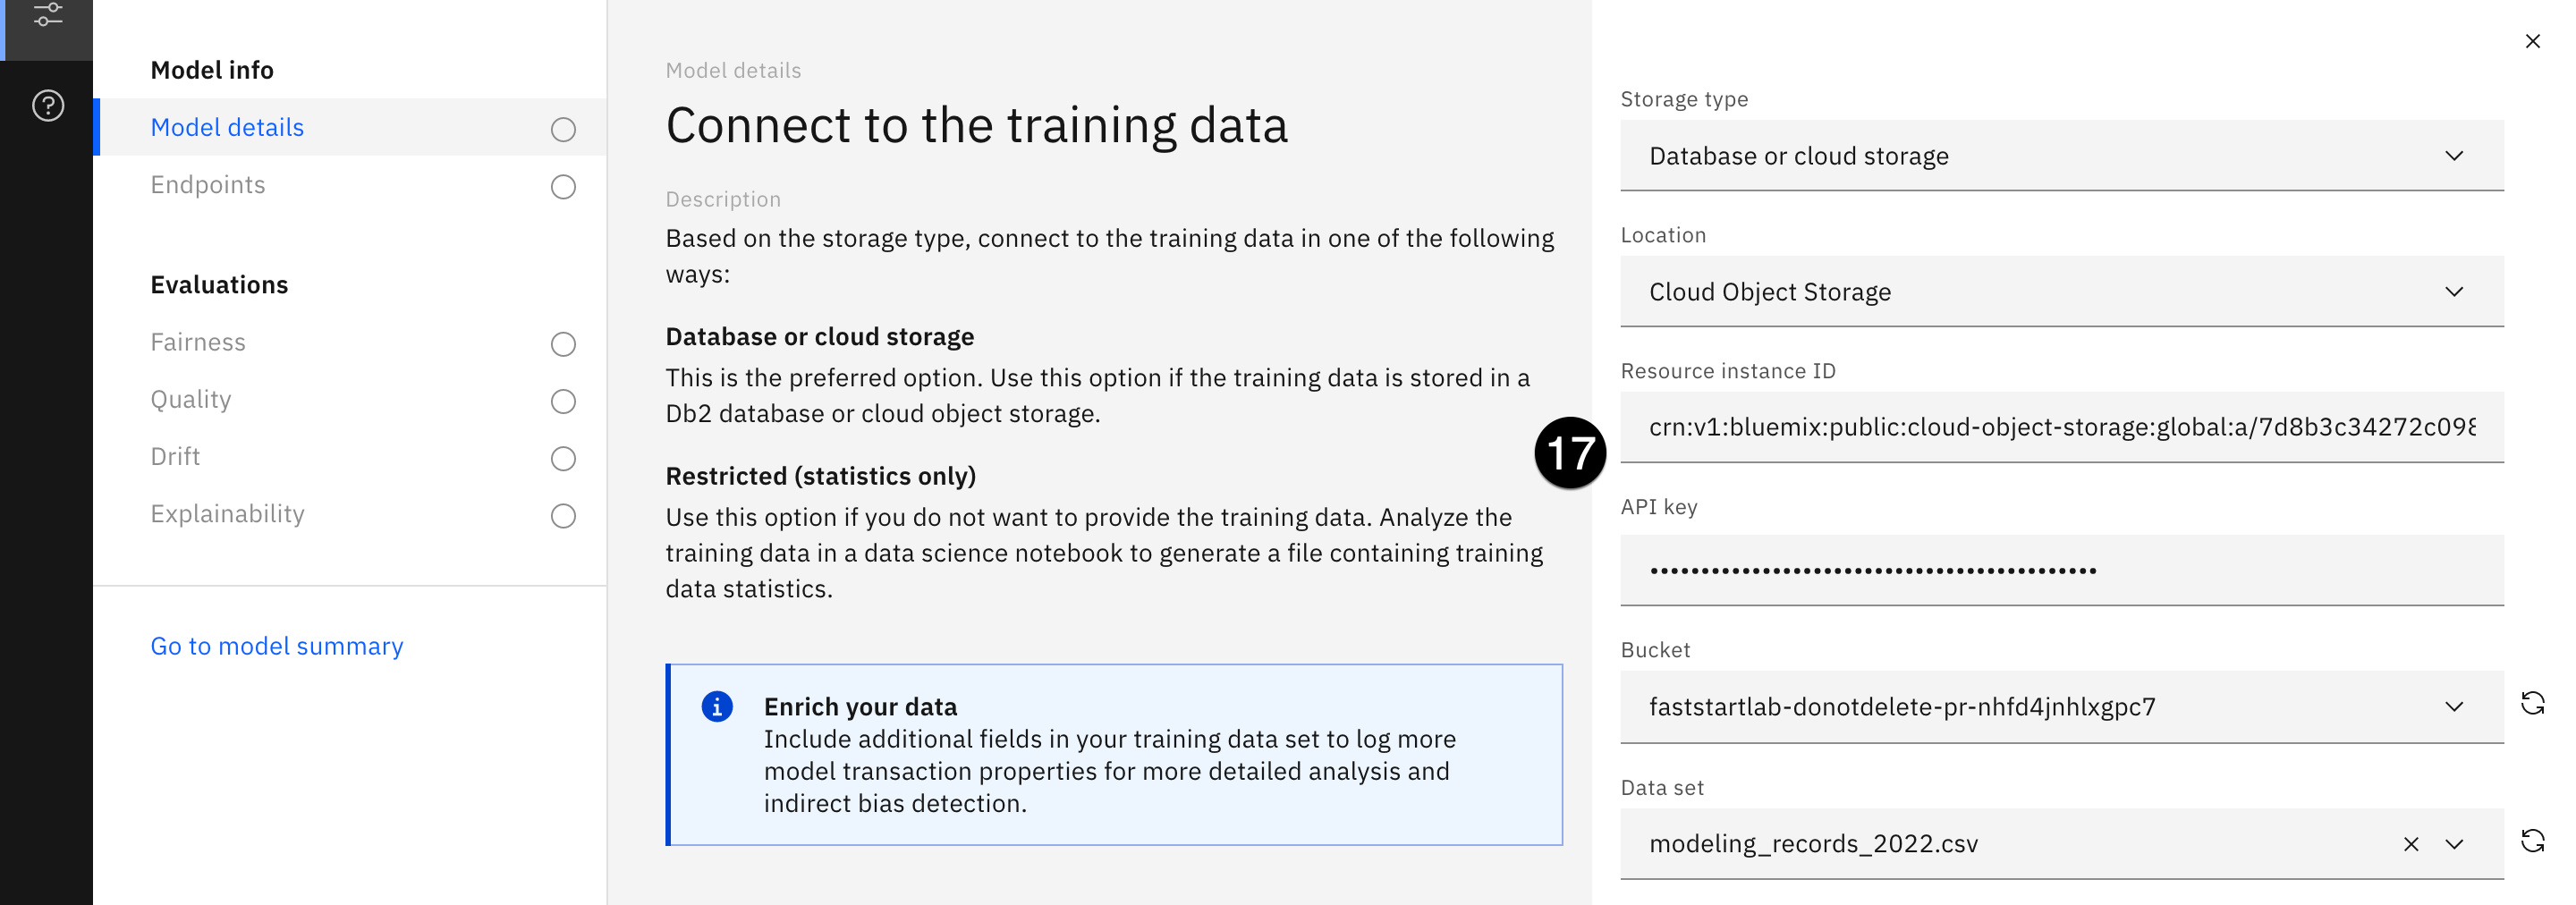 Model info
Model details
Endpoints
Evaluations
Fairness
Quality
Drift
Explainability
Go to model summary
Model details
Connect to the training data
Description
Based on the storage type, connect to the training data in one of the following
ways:
Database or cloud storage
This is the preferred option. Use this option if the training data is stored in a
Db2 database or cloud object storage.
Restricted (statistics only)
Use this option if you do not want to provide the training data. Analyze the
training data in a data science notebook to generate a file containing training
data statistics.
Enrich your data
Include additional fields in your training data set to log more
model transaction properties for more detailed analysis and
indirect bias detection.
17
Storage type
Database or cloud storage
Location
Cloud Object Storage
Resource instance ID
crn:v1:bluemix:public:cloud-object-storage:global:a/7d8b3c34272c098
API key
Bucket
faststartlab-donotdelete-pr-nhfd4jnhlxgpc7
Data set
modeling_records_2022.csv